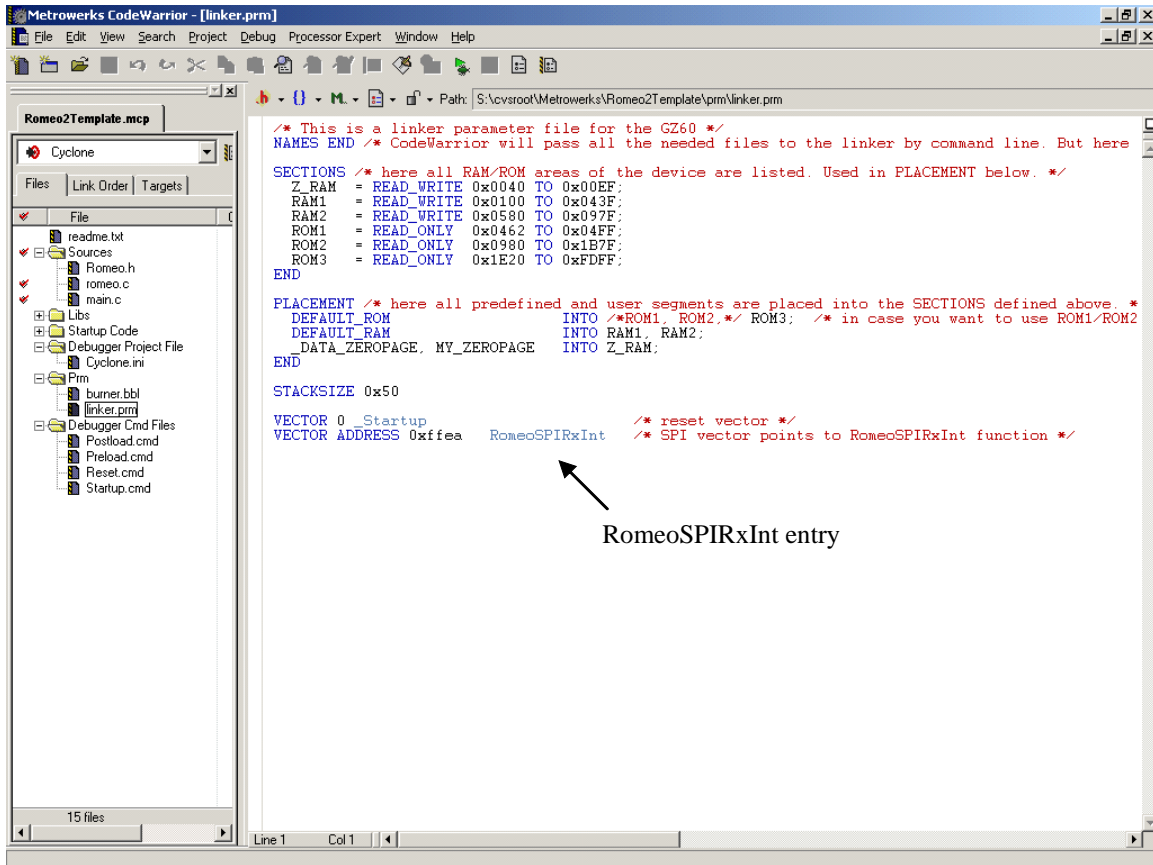 Metrowerks CodeWarrior - [linker.prm]
File Edit View Search Project Debug Processor Expert Window Help
Romeo2Template.mcp
Cyclone
Files Link Order Targets
File
readme.txt
Sources
Romeo.h
romeo.c
main.c
Libs
Startup Code
Debugger Project File
Cyclone.ini
Prm
burner.bbl
linker.prm
Debugger Cmd Files
Postload.cmd
Preload.cmd
Reset.cmd
Startup.cmd
15 files
.h {} M. Path: S:\cvsroot\Metrowerks\Romeo2Template\prm\linker.prm
/* This is a linker parameter file for the GZ60 */
NAMES END /* CodeWarrior will pass all the needed files to the linker by command line. But here
SECTIONS /* here all RAM/ROM areas of the device are listed. Used in PLACEMENT below. */
Z_RAM = READ_WRITE 0x0040 TO 0x00EF;
RAM1 = READ_WRITE 0x0100 TO 0x043F;
RAM2 = READ_WRITE 0x0580 TO 0x097F;
ROM1 = READ_ONLY 0x0462 TO 0x04FF;
ROM2 = READ_ONLY 0x0980 TO 0x1B7F;
ROM3 = READ_ONLY 0x1E20 TO 0xFDFF;
END
PLACEMENT /* here all predefined and user segments are placed into the SECTIONS defined above. *
DEFAULT_ROM INTO /*ROM1, ROM2,*/ ROM3; /* in case you want to use ROM1/ROM2
DEFAULT_RAM INTO RAM1, RAM2;
_DATA_ZEROPAGE, MY_ZEROPAGE INTO Z_RAM;
END
STACKSIZE 0x50
VECTOR 0 _Startup /* reset vector */
VECTOR ADDRESS 0xffea RomeoSPIRxInt /* SPI vector points to RomeoSPIRxInt function */
RomeoSPIRxInt entry
Line 1 Col 1